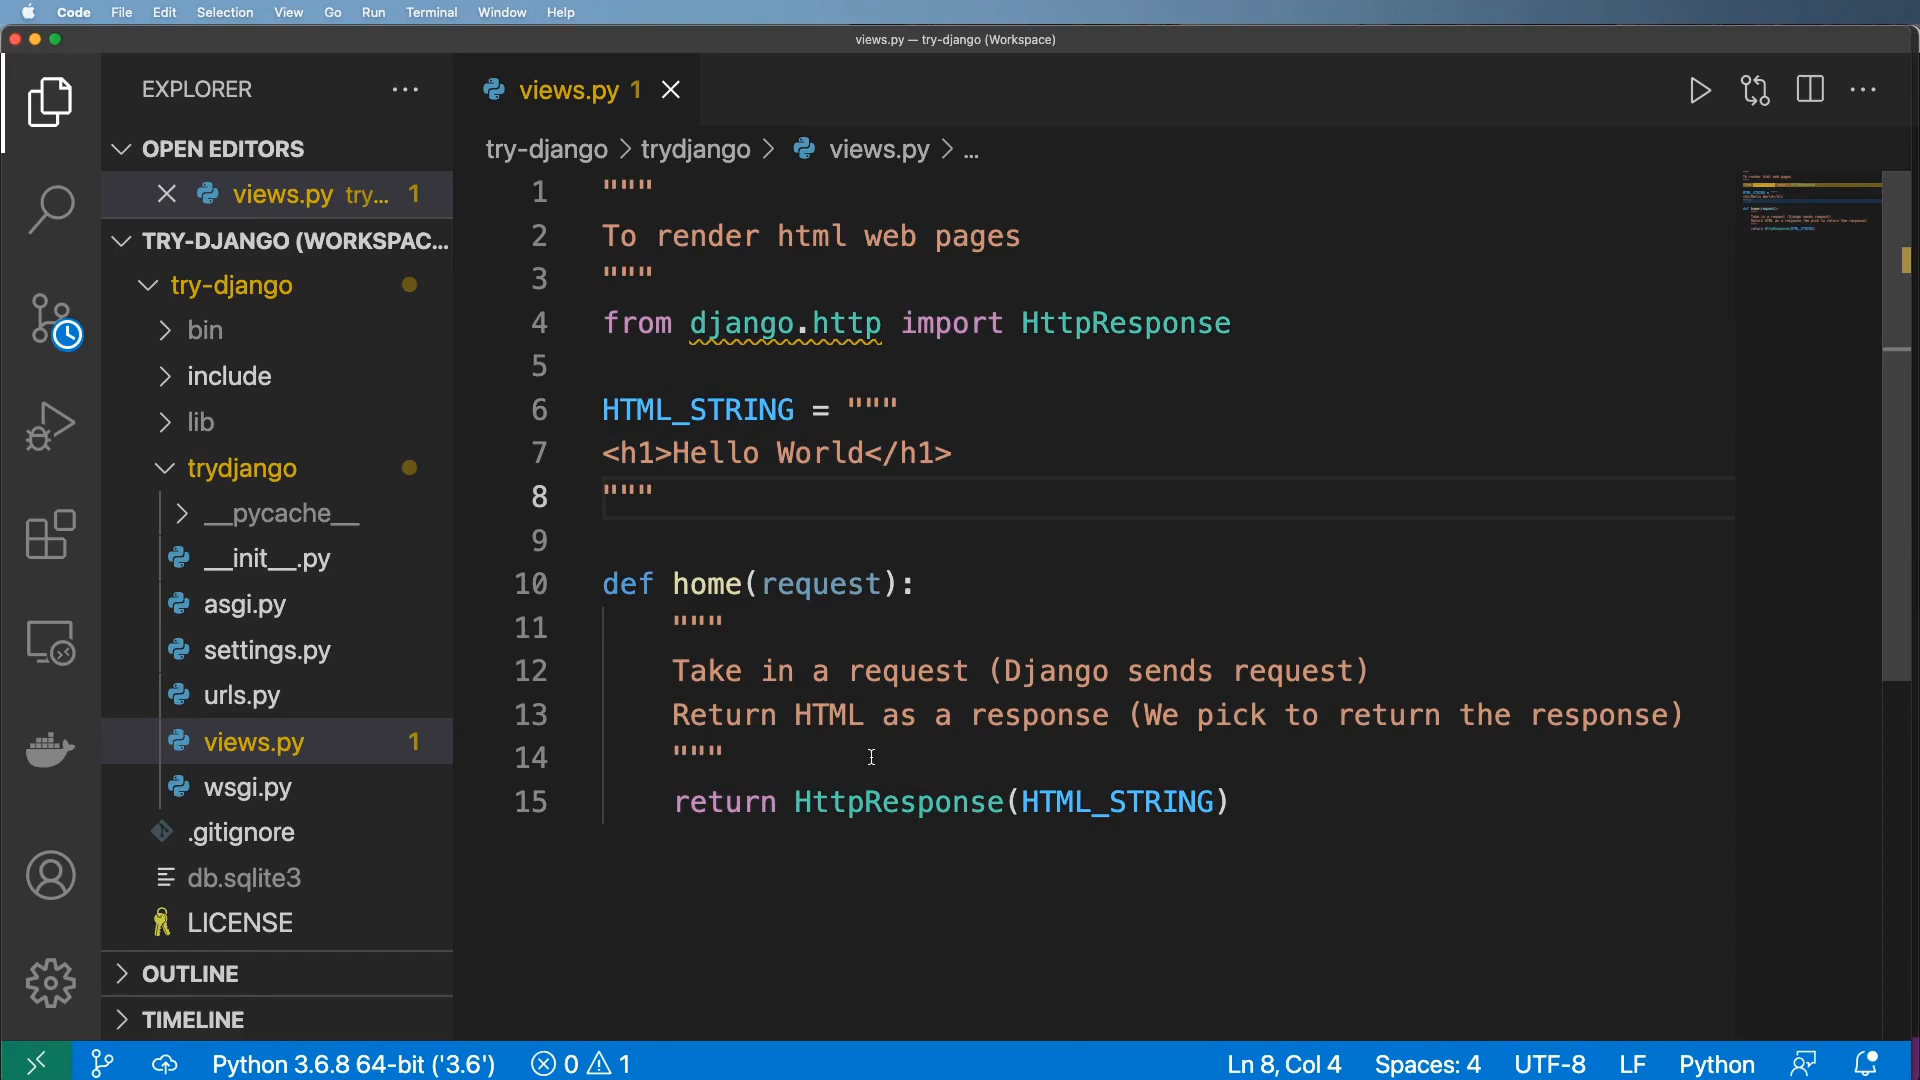 Code File Edit Selection View Go Run Terminal Window Help
views.py — try-django (Workspace)
EXPLORER
OPEN EDITORS
views.py try... 1
TRY-DJANGO (WORKSPAC...
try-django
bin
include
lib
trydjango
__pycache__
__init__.py
asgi.py
settings.py
urls.py
views.py 1
wsgi.py
.gitignore
db.sqlite3
LICENSE
OUTLINE
TIMELINE
views.py 1
try-django > trydjango > views.py > ...
1 """
2 To render html web pages
3 """
4 from django.http import HttpResponse
5
6 HTML_STRING = """
7 <h1>Hello World</h1>
8 """
9
10 def home(request):
11 """
12 Take in a request (Django sends request)
13 Return HTML as a response (We pick to return the response)
14 """
15 return HttpResponse(HTML_STRING)
Python 3.6.8 64-bit ('3.6') 0 1 Ln 8, Col 4 Spaces: 4 UTF-8 LF Python